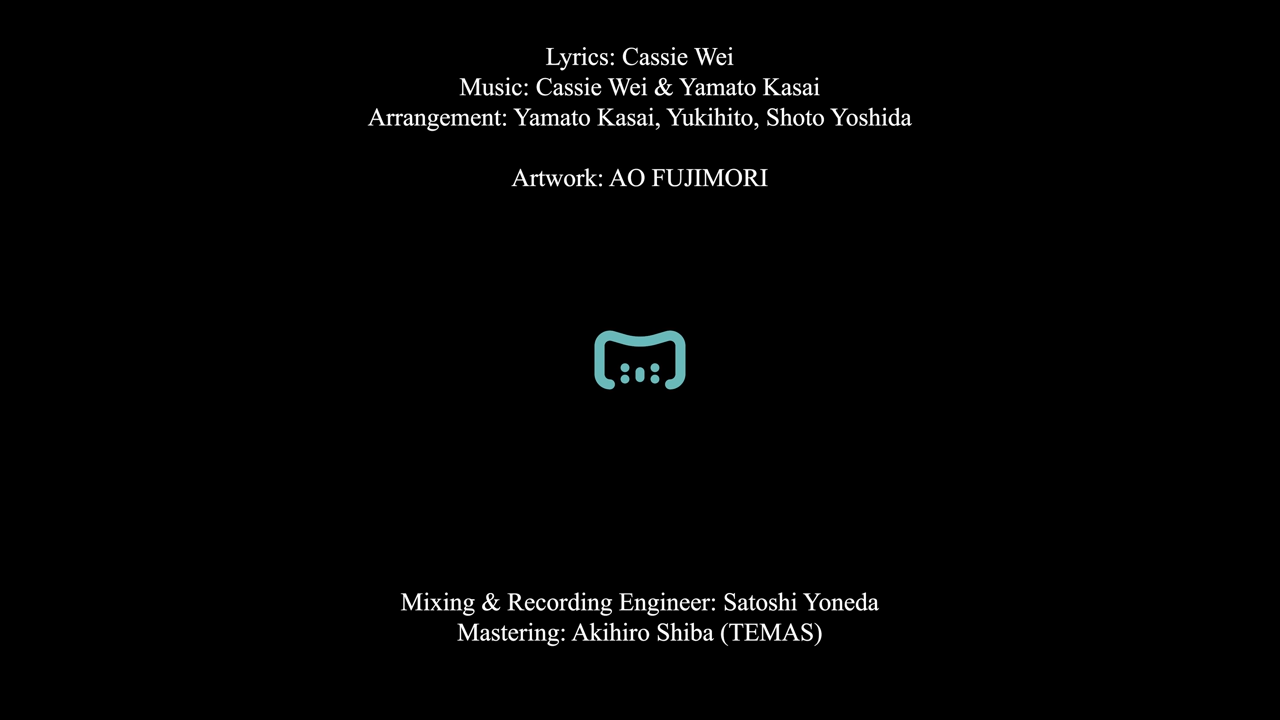 Lyrics: Cassie Wei
Music: Cassie Wei & Yamato Kasai
Arrangement: Yamato Kasai, Yukihito, Shoto Yoshida
Artwork: AO FUJIMORI
Mixing & Recording Engineer: Satoshi Yoneda
Mastering: Akihiro Shiba (TEMAS)